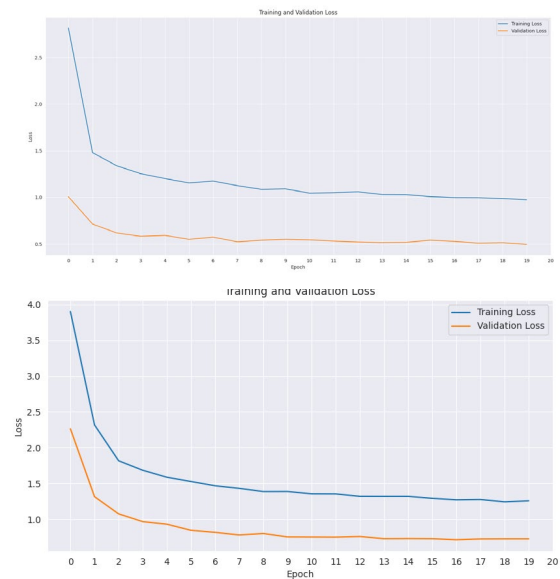 Training and Validation Loss
Training Loss
Validation Loss
2.5
2.0
1.5
1.0
0.5
Loss
0 1 2 3 4 5 6 7 8 9 10 11 12 13 14 15 16 17 18 19 20
Epoch
Training and Validation Loss
4.0
Training Loss
Validation Loss
3.5
3.0
2.5
2.0
1.5
1.0
Loss
0 1 2 3 4 5 6 7 8 9 10 11 12 13 14 15 16 17 18 19 20
Epoch